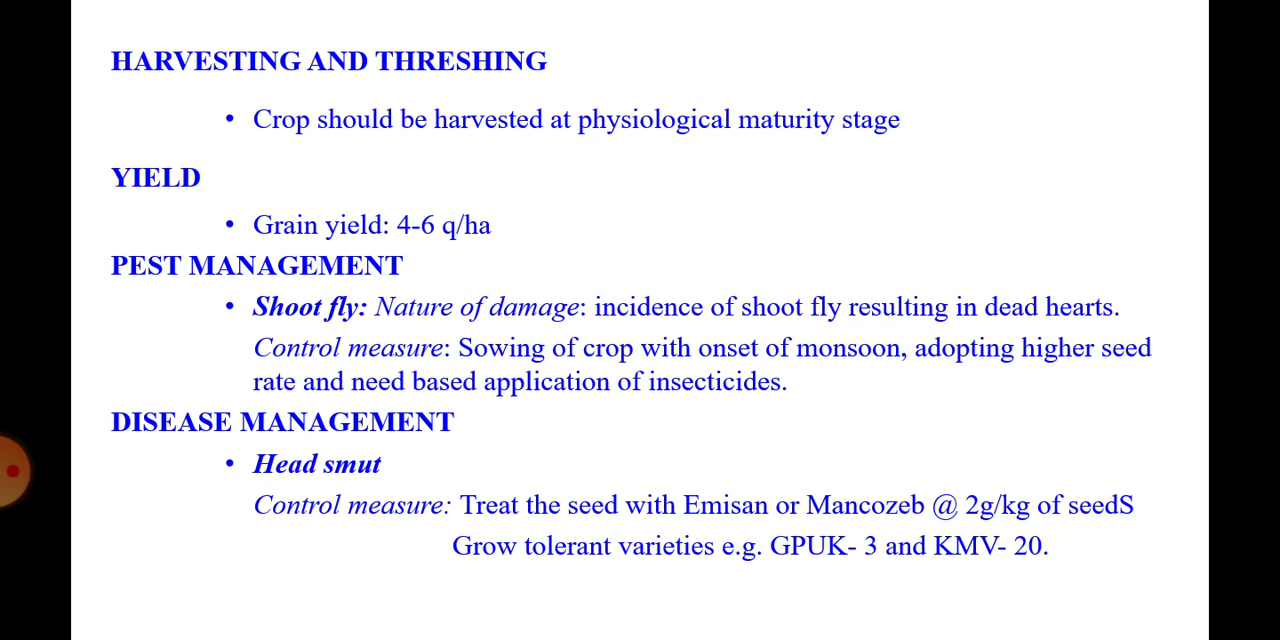 HARVESTING AND THRESHING
• Crop should be harvested at physiological maturity stage
YIELD
• Grain yield: 4-6 q/ha
PEST MANAGEMENT
• Shoot fly: Nature of damage: incidence of shoot fly resulting in dead hearts.
Control measure: Sowing of crop with onset of monsoon, adopting higher seed
rate and need based application of insecticides.
DISEASE MANAGEMENT
• Head smut
Control measure: Treat the seed with Emisan or Mancozeb @ 2g/kg of seedS
Grow tolerant varieties e.g. GPUK- 3 and KMV- 20.